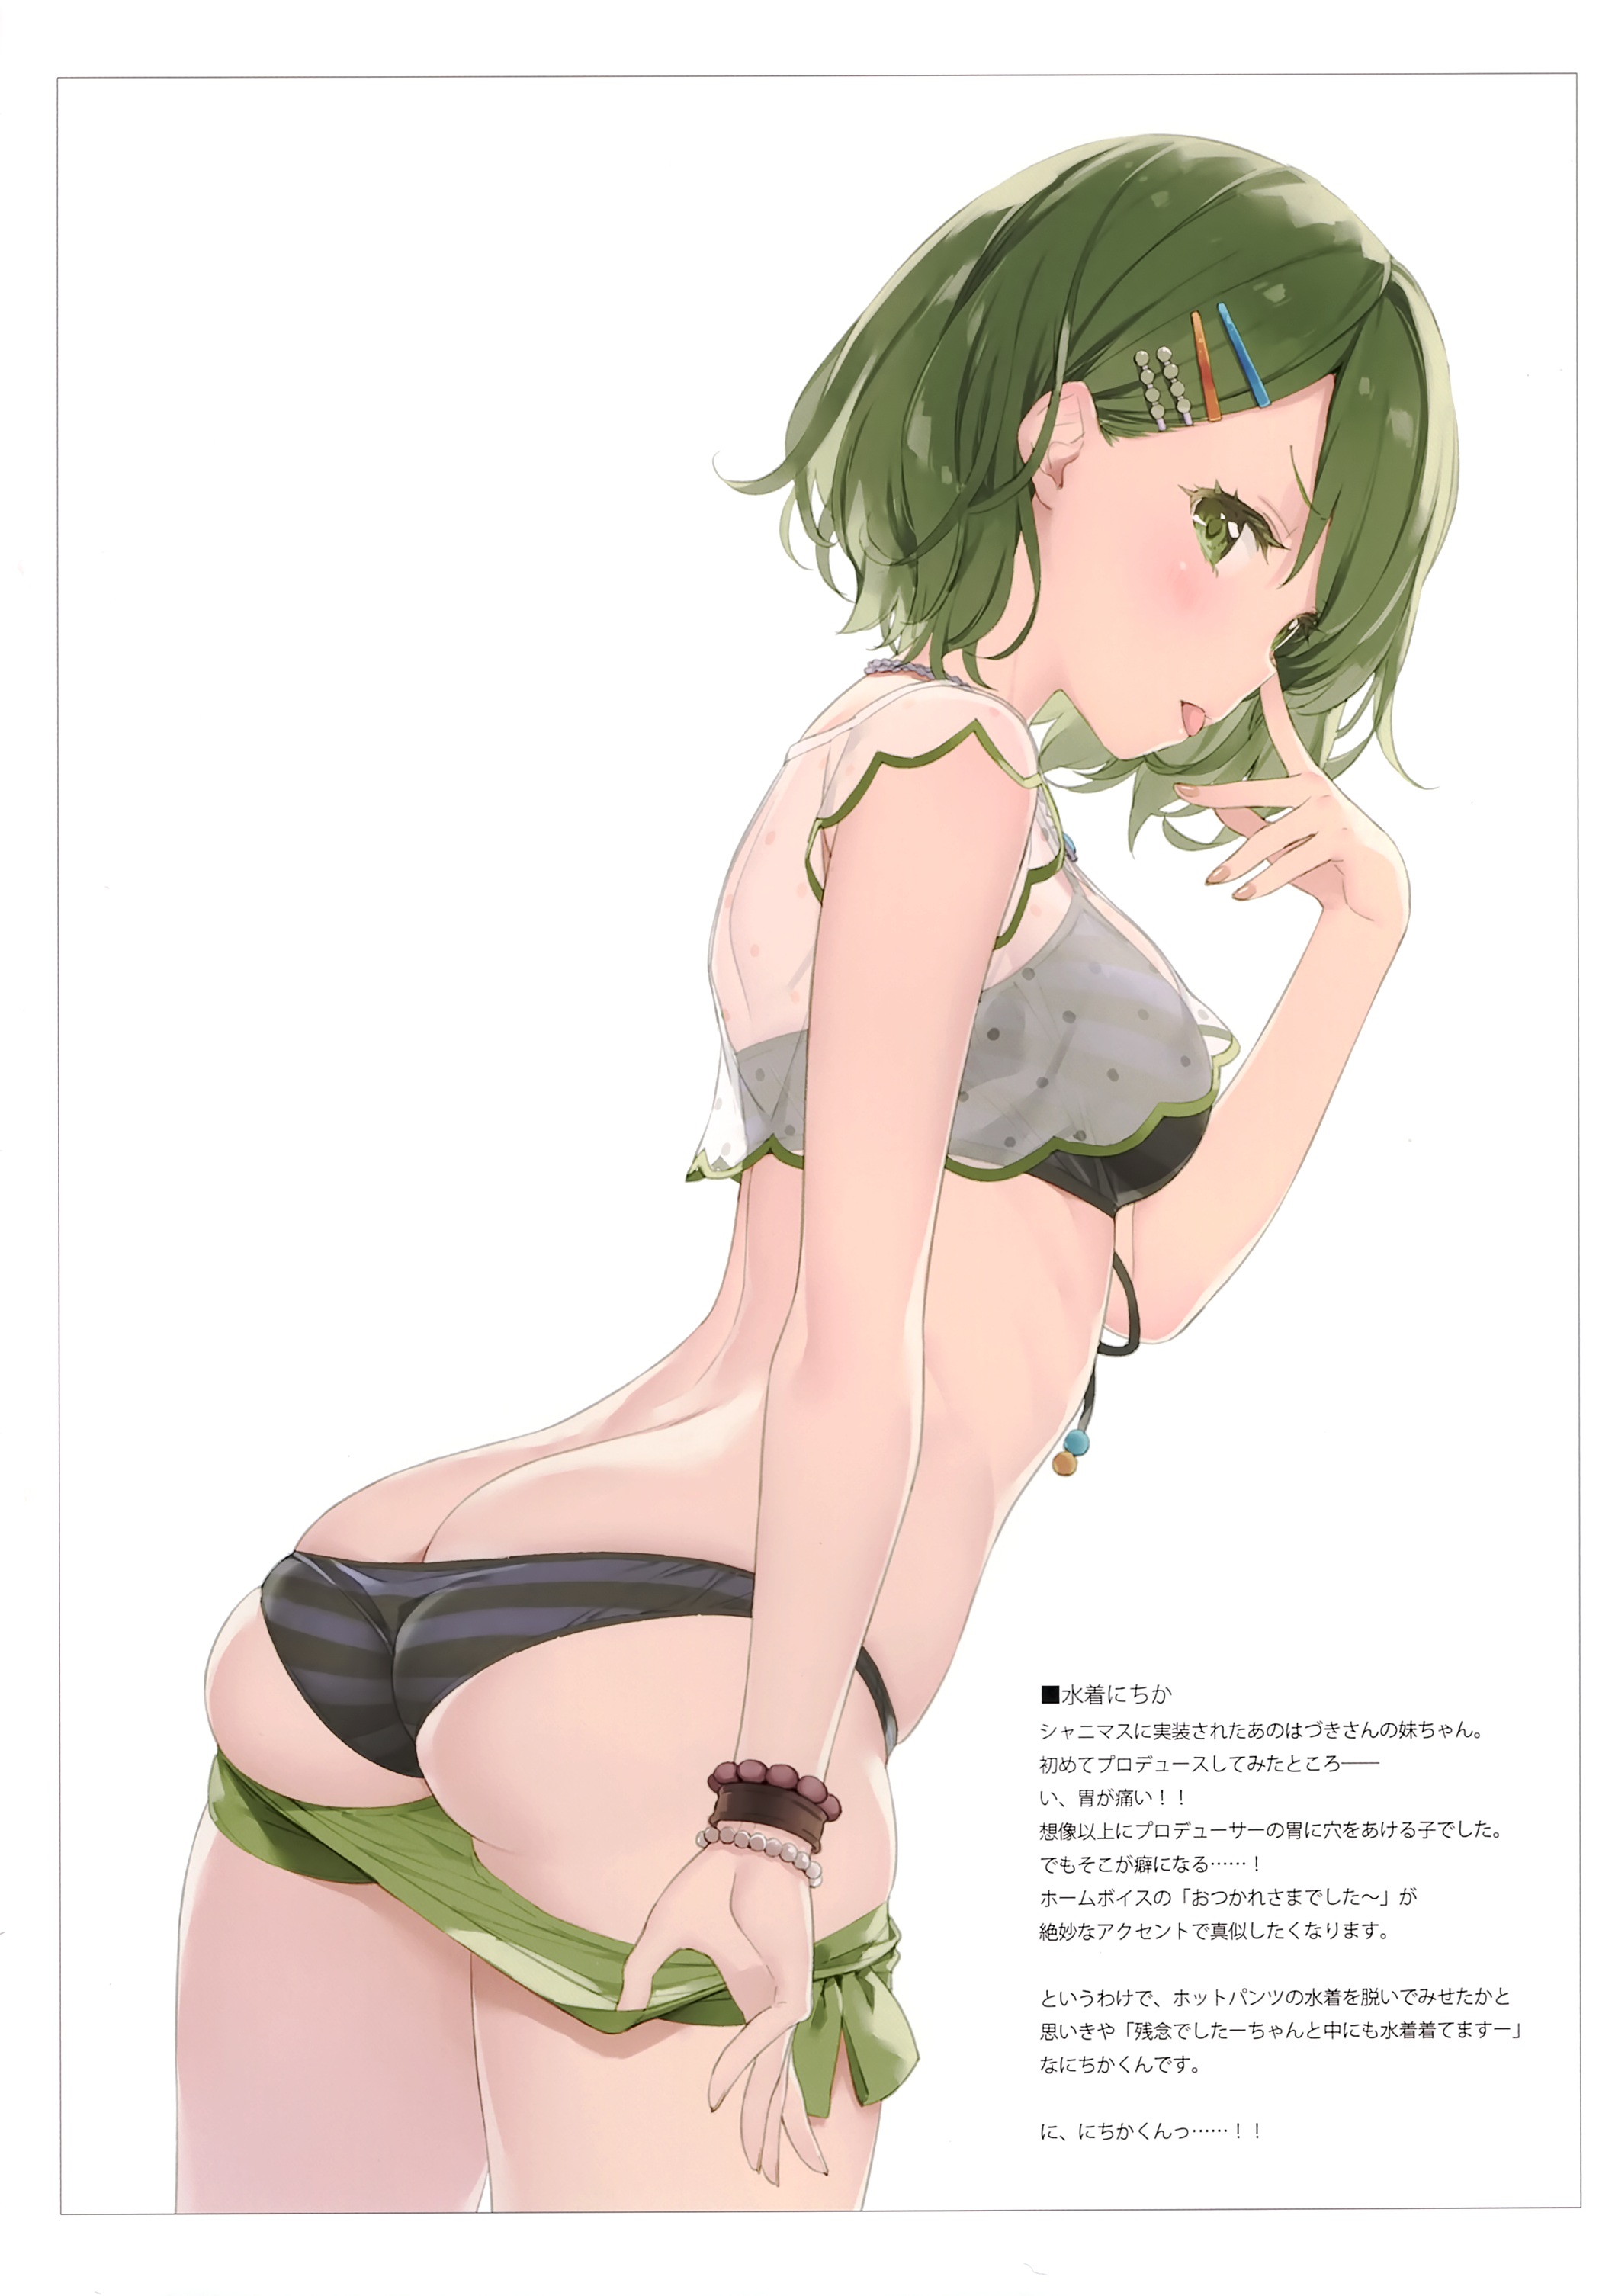 ■水着にちか
シャニマスに実装されたあのはづきさんの妹ちゃん。
初めてプロデュースしてみたところ――
い、胃が痛い！！
想像以上にプロデューサーの胃に穴をあける子でした。
でもそこが癖になる……！
ホームボイスの「おつかれさまでした～」が
絶妙なアクセントで真似したくなります。
というわけで、ホットパンツの水着を脱いでみせたかと
思いきや「残念でしたーちゃんと中にも水着着てますー」
なにちかくんです。
に、にちかくんっ……！！